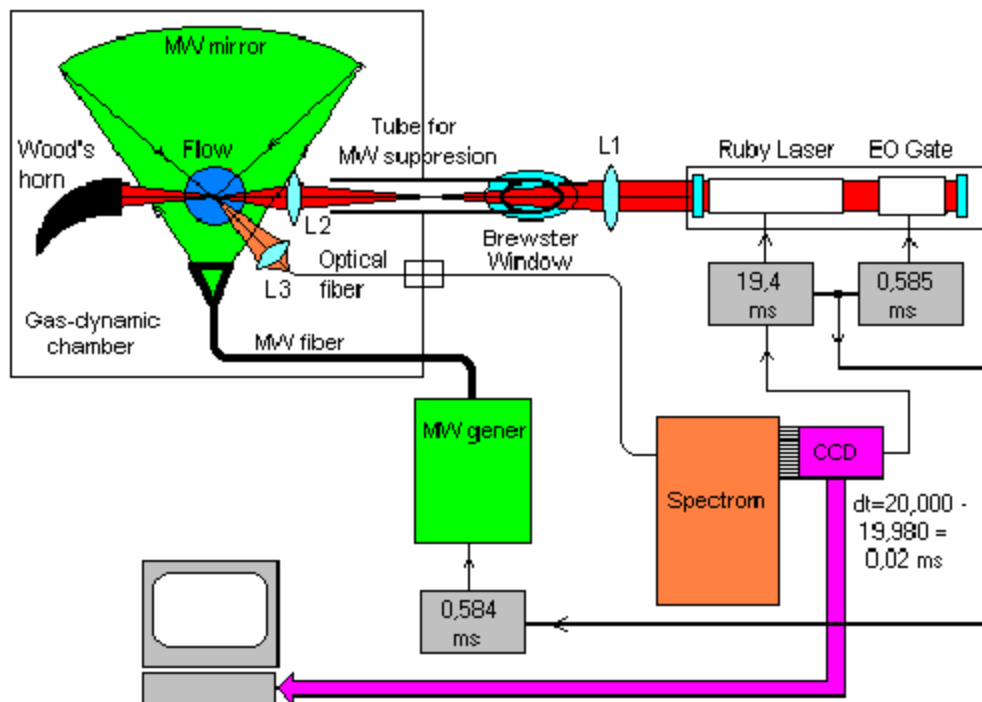 MW mirror
Wood's
horn
Flow
Tube for
MW suppresion
L1
Ruby Laser
EO Gate
L2
Brewster
Window
L3
Optical
fiber
19,4
ms
0,585
ms
Gas-dynamic
chamber
MW fiber
MW gener
CCD
Spectrom
dt=20,000 -
19,980 =
0,02 ms
0,584
ms